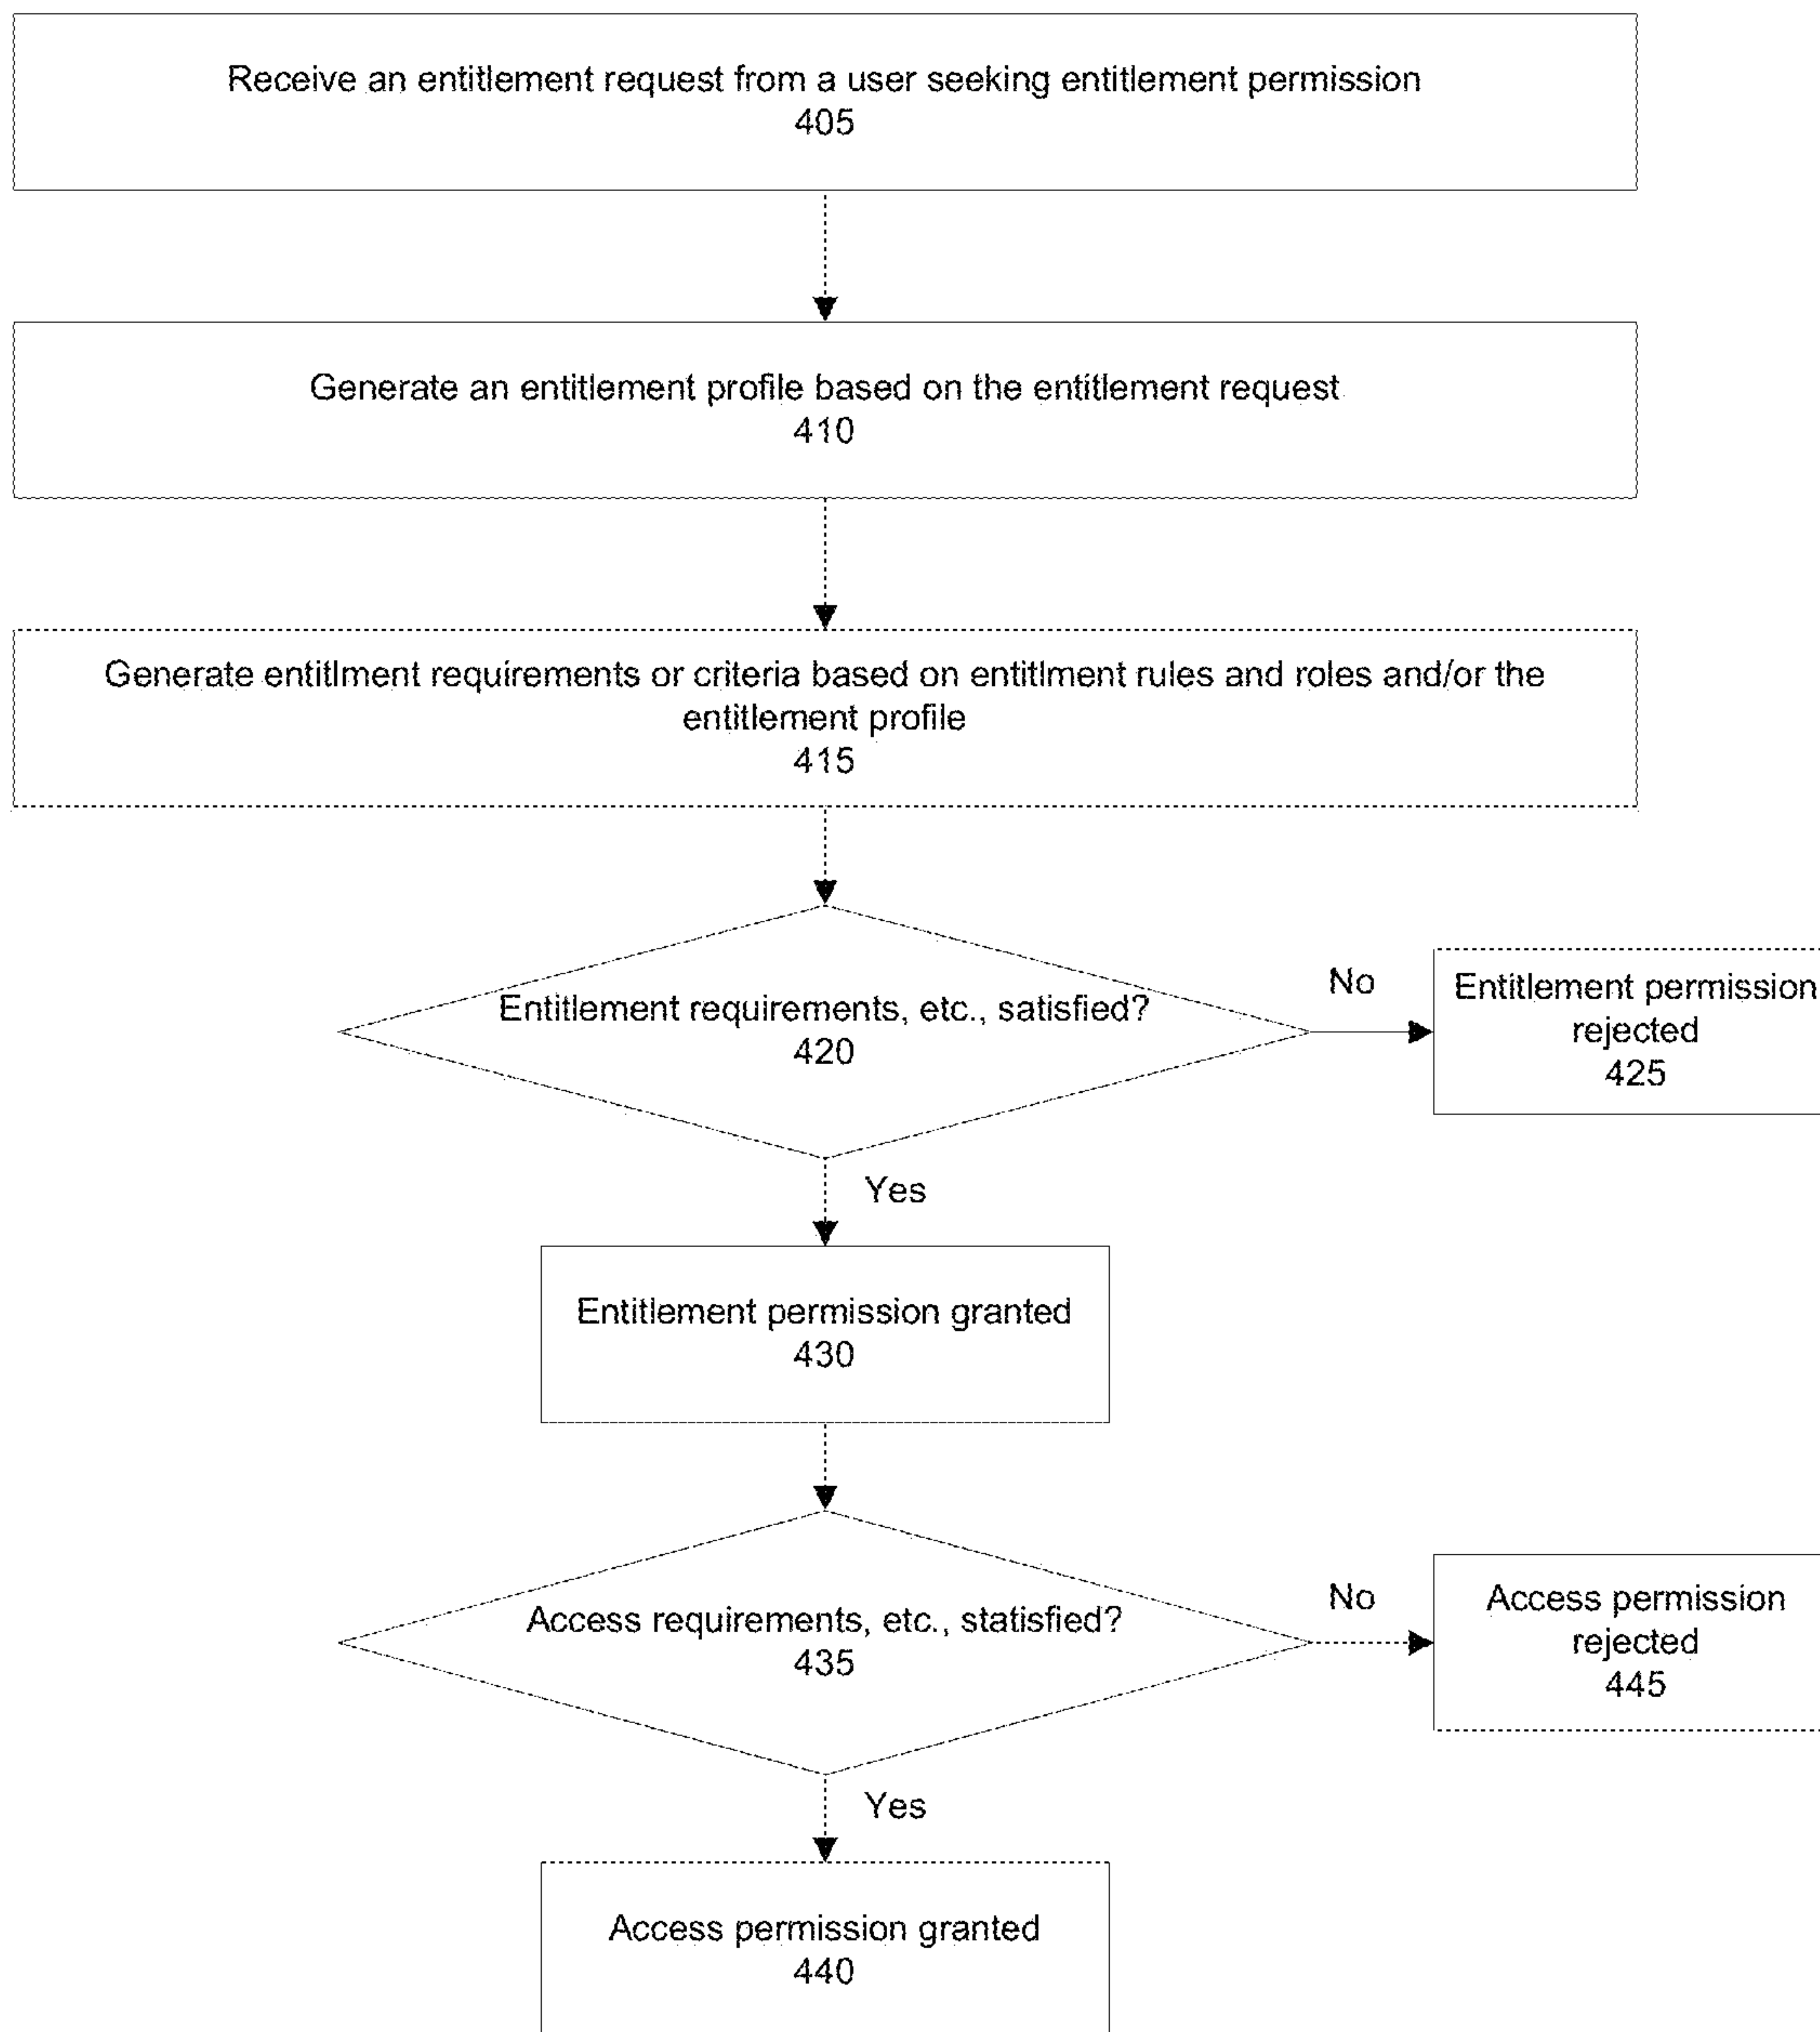 Receive an entitlement request from a user seeking entitlement permission
405
Generate an entitlement profile based on the entitlement request
410
Generate entitlment requirements or criteria based on entitlment rules and roles and/or the
entitlement profile
415
Entitlement requirements, etc., satisfied?
420
No
Entitlement permission
rejected
425
Yes
Entitlement permission granted
430
Access requirements, etc., statisfied?
435
No
Access permission
rejected
445
Yes
Access permission granted
440